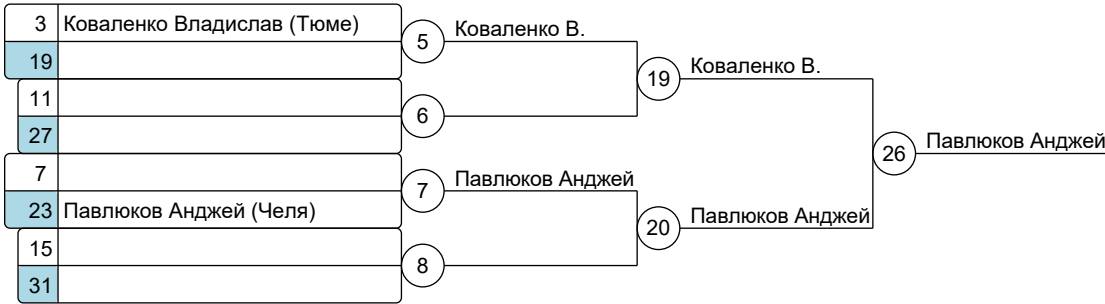 3 Коваленко Владислав (Тюме)
19
11
27
7
23 Павлюков Анджей (Челя)
15
31
5 Коваленко В.
6
7 Павлюков Анджей
8
19 Коваленко В.
20 Павлюков Анджей
26 Павлюков Анджей